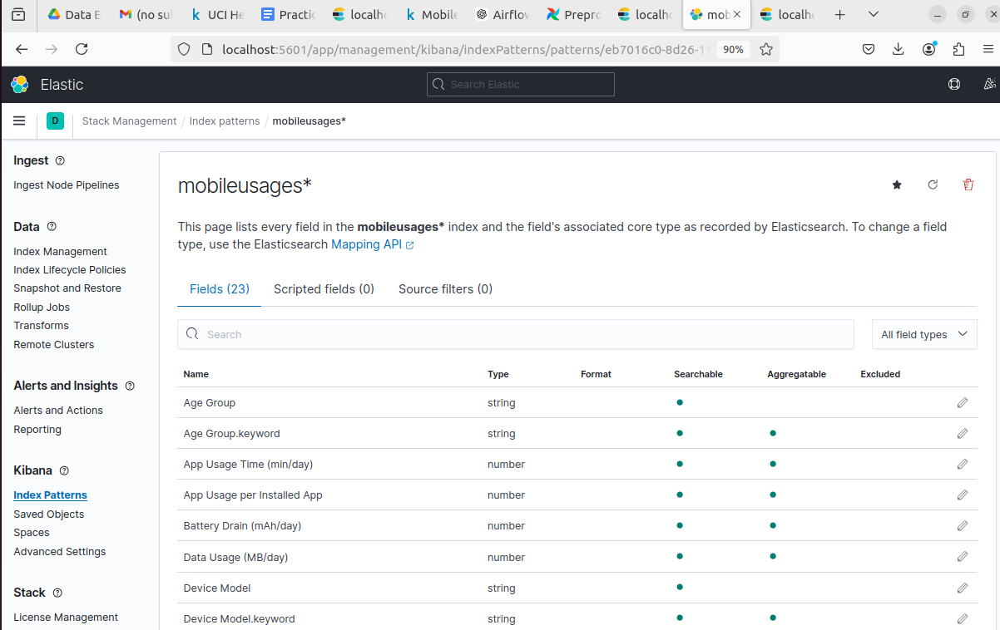 Data E
(no su
UCI He
Practic
localho
Mobile
Airflow
Prepro
localho
mob
localho
localhost:5601/app/management/kibana/indexPatterns/patterns/eb7016c0-8d26-11
90%
Elastic
Search Elastic
D
Stack Management / Index patterns / mobileusages*
Ingest
Ingest Node Pipelines
Data
Index Management
Index Lifecycle Policies
Snapshot and Restore
Rollup Jobs
Transforms
Remote Clusters
Alerts and Insights
Alerts and Actions
Reporting
Kibana
Index Patterns
Saved Objects
Spaces
Advanced Settings
Stack
License Management
mobileusages*
This page lists every field in the mobileusages* index and the field's associated core type as recorded by Elasticsearch. To change a field
type, use the Elasticsearch Mapping API
Fields (23) Scripted fields (0) Source filters (0)
Search
All field types
Name Type Format Searchable Aggregatable Excluded
Age Group string
Age Group.keyword string
App Usage Time (min/day) number
App Usage per Installed App number
Battery Drain (mAh/day) number
Data Usage (MB/day) number
Device Model string
Device Model.keyword string